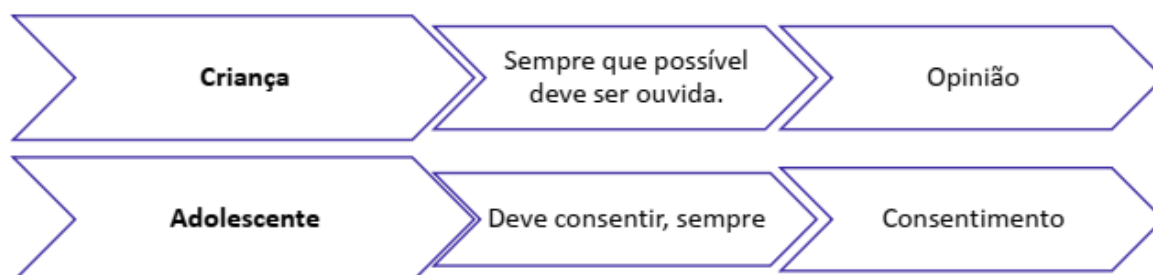 Criança
Sempre que possível
deve ser ouvida.
Opinião
Adolescente
Deve consentir, sempre
Consentimento